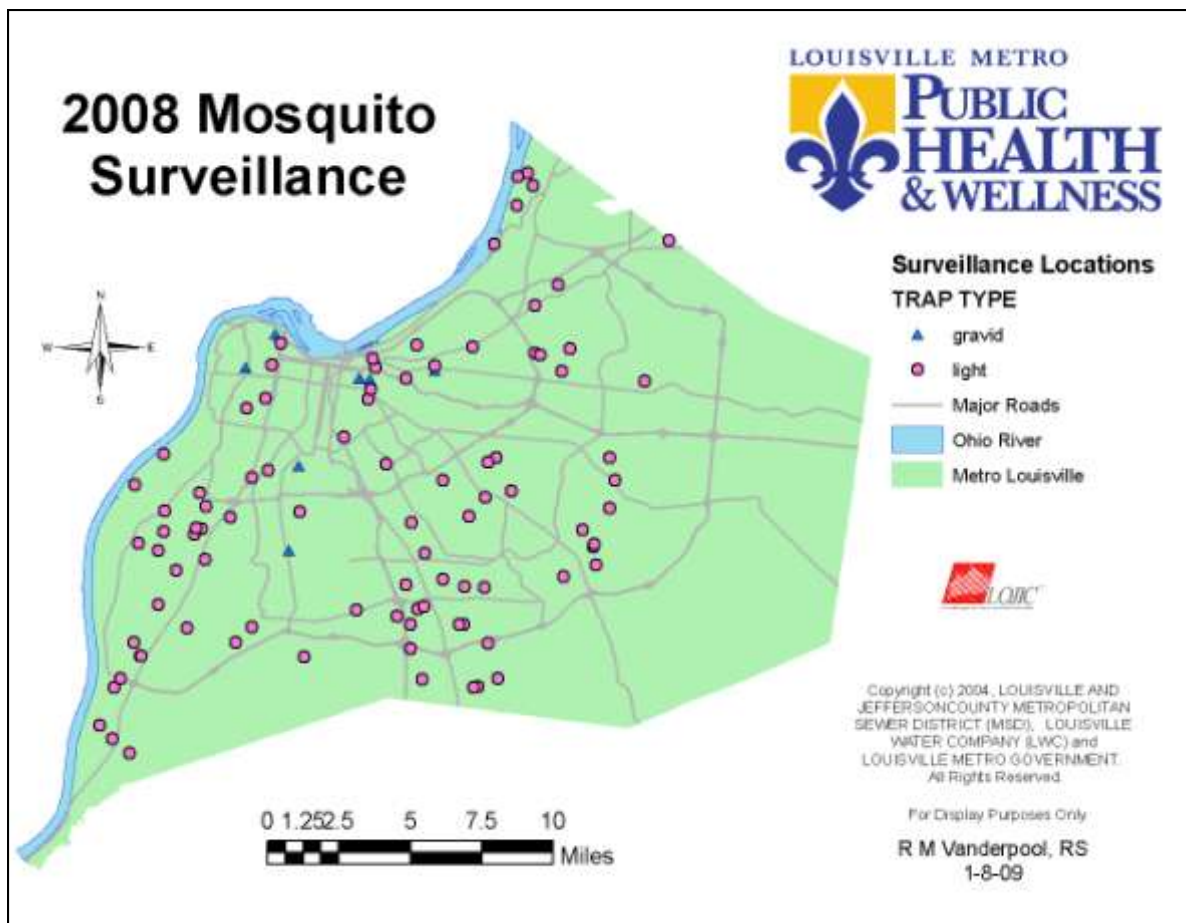 2008 Mosquito
Surveillance
LOUISVILLE METRO
PUBLIC
HEALTH
& WELLNESS
N
W
E
S
Surveillance Locations
TRAP TYPE
gravid
light
Major Roads
Ohio River
Metro Louisville
LOJIC
Copyright (c) 2004, LOUISVILLE AND
JEFFERSONCOUNTY METROPOLITAN
SEWER DISTRICT (MSD), LOUISVILLE
WATER COMPANY (LWC) and
LOUISVILLE METRO GOVERNMENT.
All Rights Reserved.
For Display Purposes Only
R M Vanderpool, RS
1-8-09
0 1.25 2.5 5 7.5 10
Miles